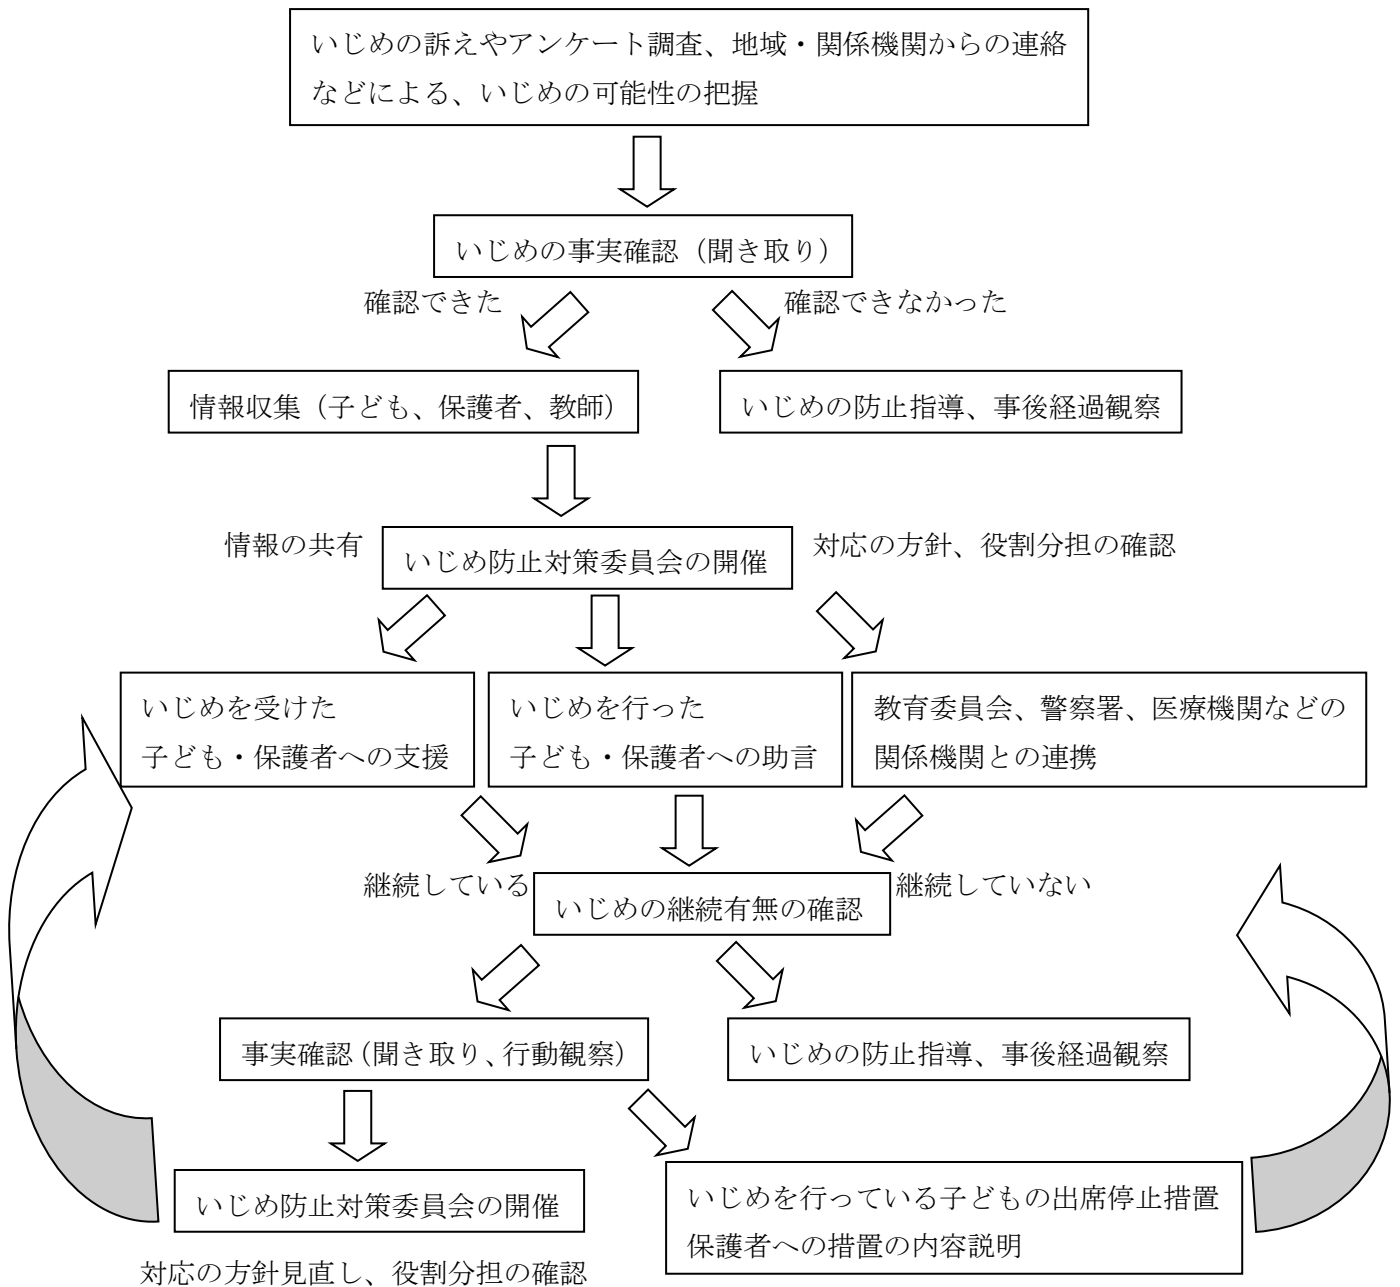 いじめの訴えやアンケート調査、地域・関係機関からの連絡
などによる、いじめの可能性の把握
いじめの事実確認（聞き取り）
確認できた
確認できなかった
情報収集（子ども、保護者、教師）
いじめの防止指導、事後経過観察
情報の共有
いじめ防止対策委員会の開催
対応の方針、役割分担の確認
いじめを受けた
子ども・保護者への支援
いじめを行った
子ども・保護者への助言
教育委員会、警察署、医療機関などの
関係機関との連携
継続している
いじめの継続有無の確認
継続していない
事実確認（聞き取り、行動観察）
いじめの防止指導、事後経過観察
いじめ防止対策委員会の開催
対応の方針見直し、役割分担の確認
いじめを行っている子どもの出席停止措置
保護者への措置の内容説明